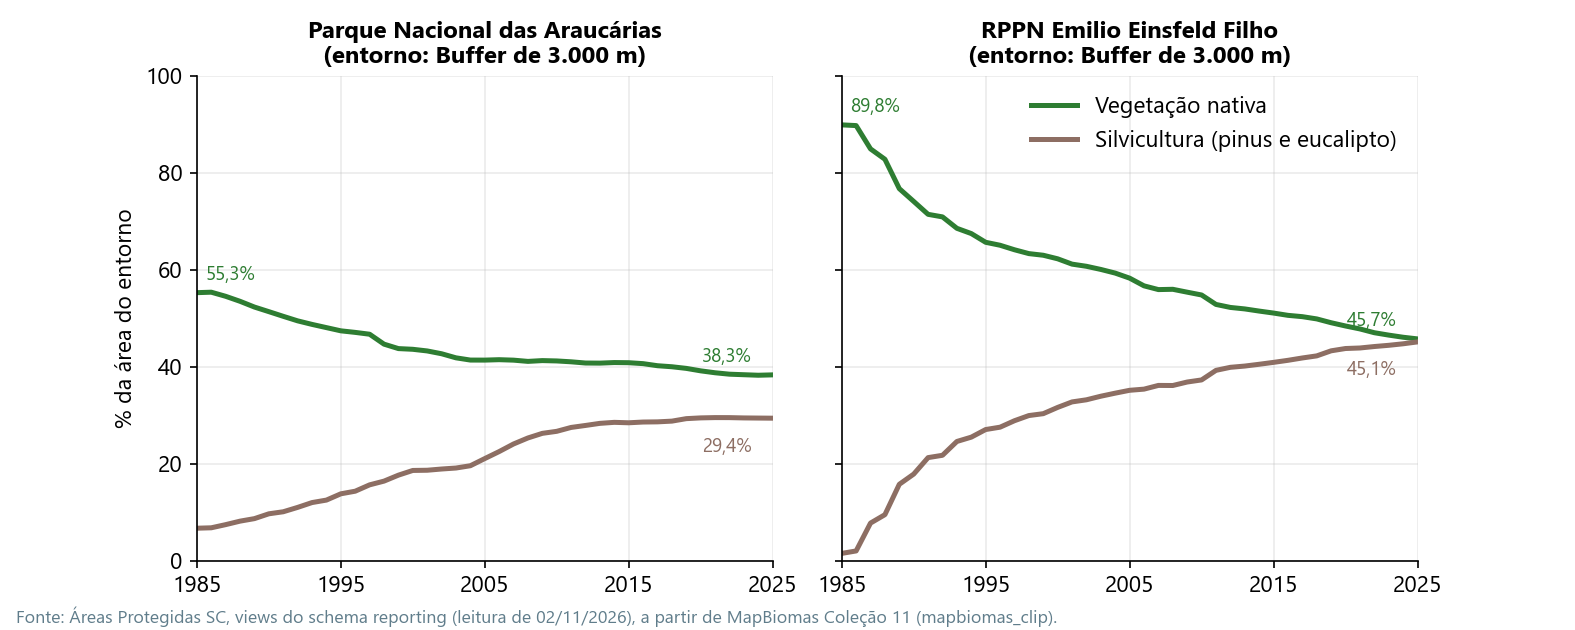 Parque Nacional das Araucárias
(entorno: Buffer de 3.000 m)
% da área do entorno
100
80
60
40
20
0
55,3%
38,3%
29,4%
1985
1995
2005
2015
2025
RPPN Emilio Einsfeld Filho
(entorno: Buffer de 3.000 m)
89,8%
Vegetação nativa
Silvicultura (pinus e eucalipto)
45,7%
45,1%
1985
1995
2005
2015
2025
Fonte: Áreas Protegidas SC, views do schema reporting (leitura de 02/11/2026), a partir de MapBiomas Coleção 11 (mapbiomas_clip).